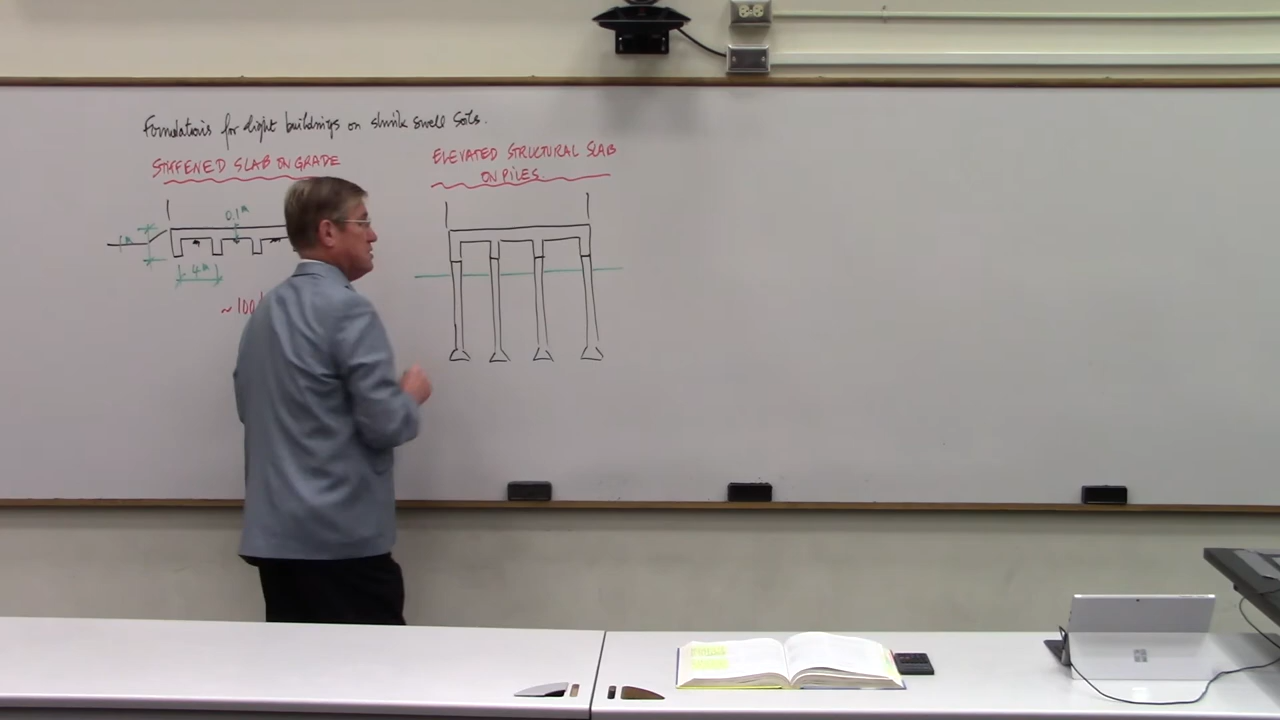 Foundations for light buildings on shrink swell soils.
STIFFENED SLAB ON GRADE
ELEVATED STRUCTURAL SLAB
ON PILES
0.1m
1m
4m
~100